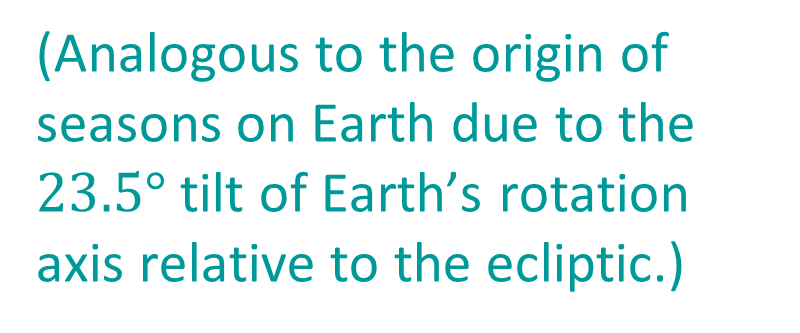 (Analogous to the origin of
seasons on Earth due to the
23.5° tilt of Earth’s rotation
axis relative to the ecliptic.)